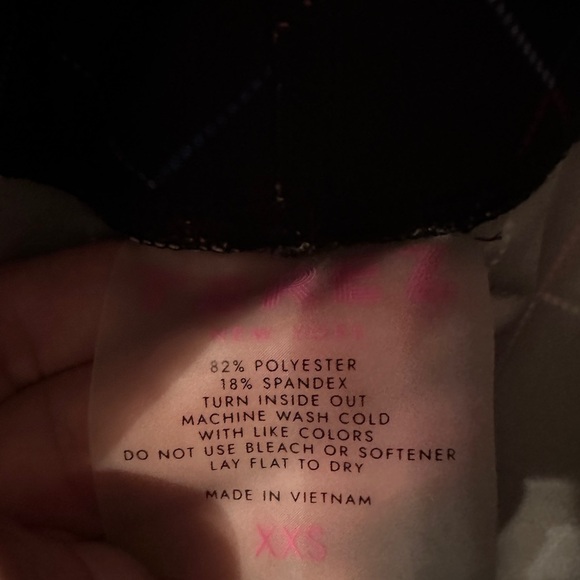 82% POLYESTER
18% SPANDEX
TURN INSIDE OUT
MACHINE WASH COLD
WITH LIKE COLORS
DO NOT USE BLEACH OR SOFTENER
LAY FLAT TO DRY
MADE IN VIETNAM
XXS